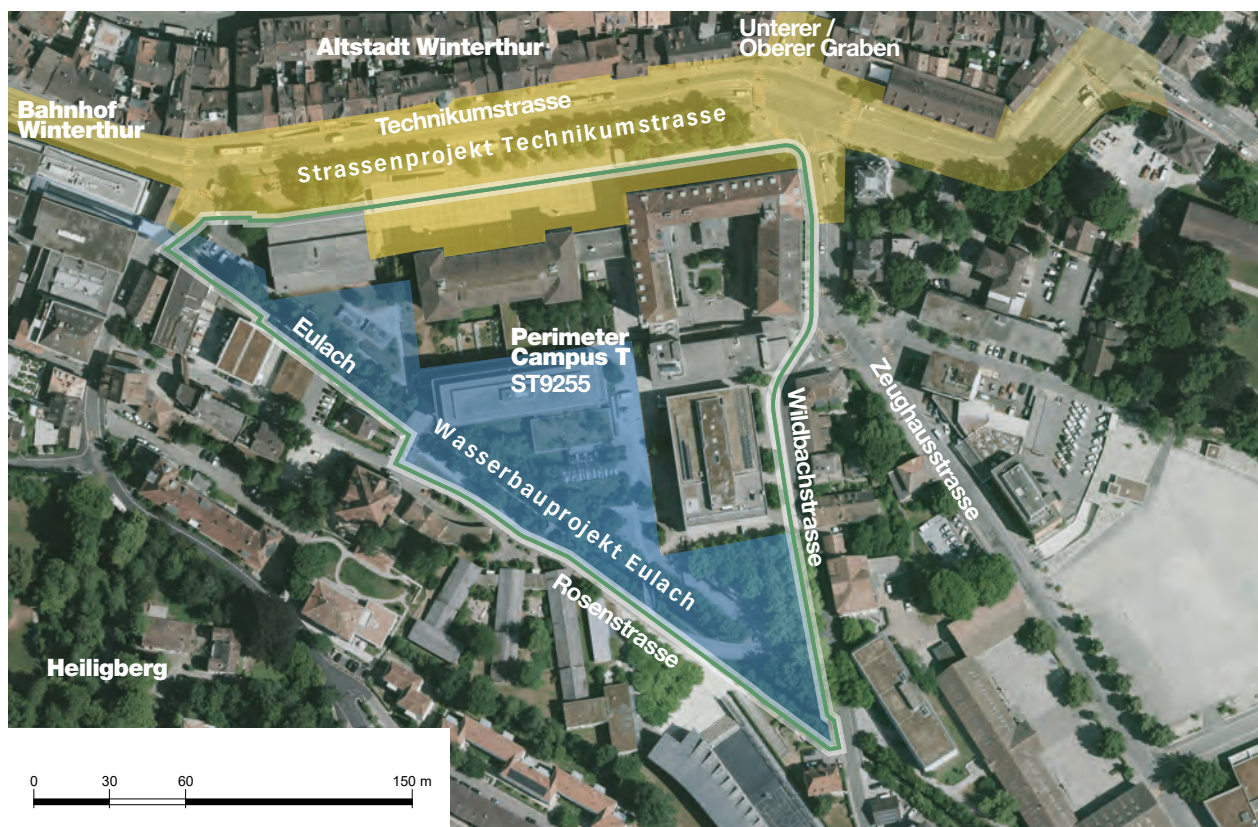 Altstadt Winterthur
Unterer /
Oberer Graben
Bahnhof
Winterthur
Technikumstrasse
Strassenprojekt Technikumstrasse
Eulach
Perimeter
Campus T
ST9255
Zeughausstrasse
Wildbachstrasse
Wasserbauprojekt Eulach
Rosenstrasse
Heiligberg
0 30 60 150 m